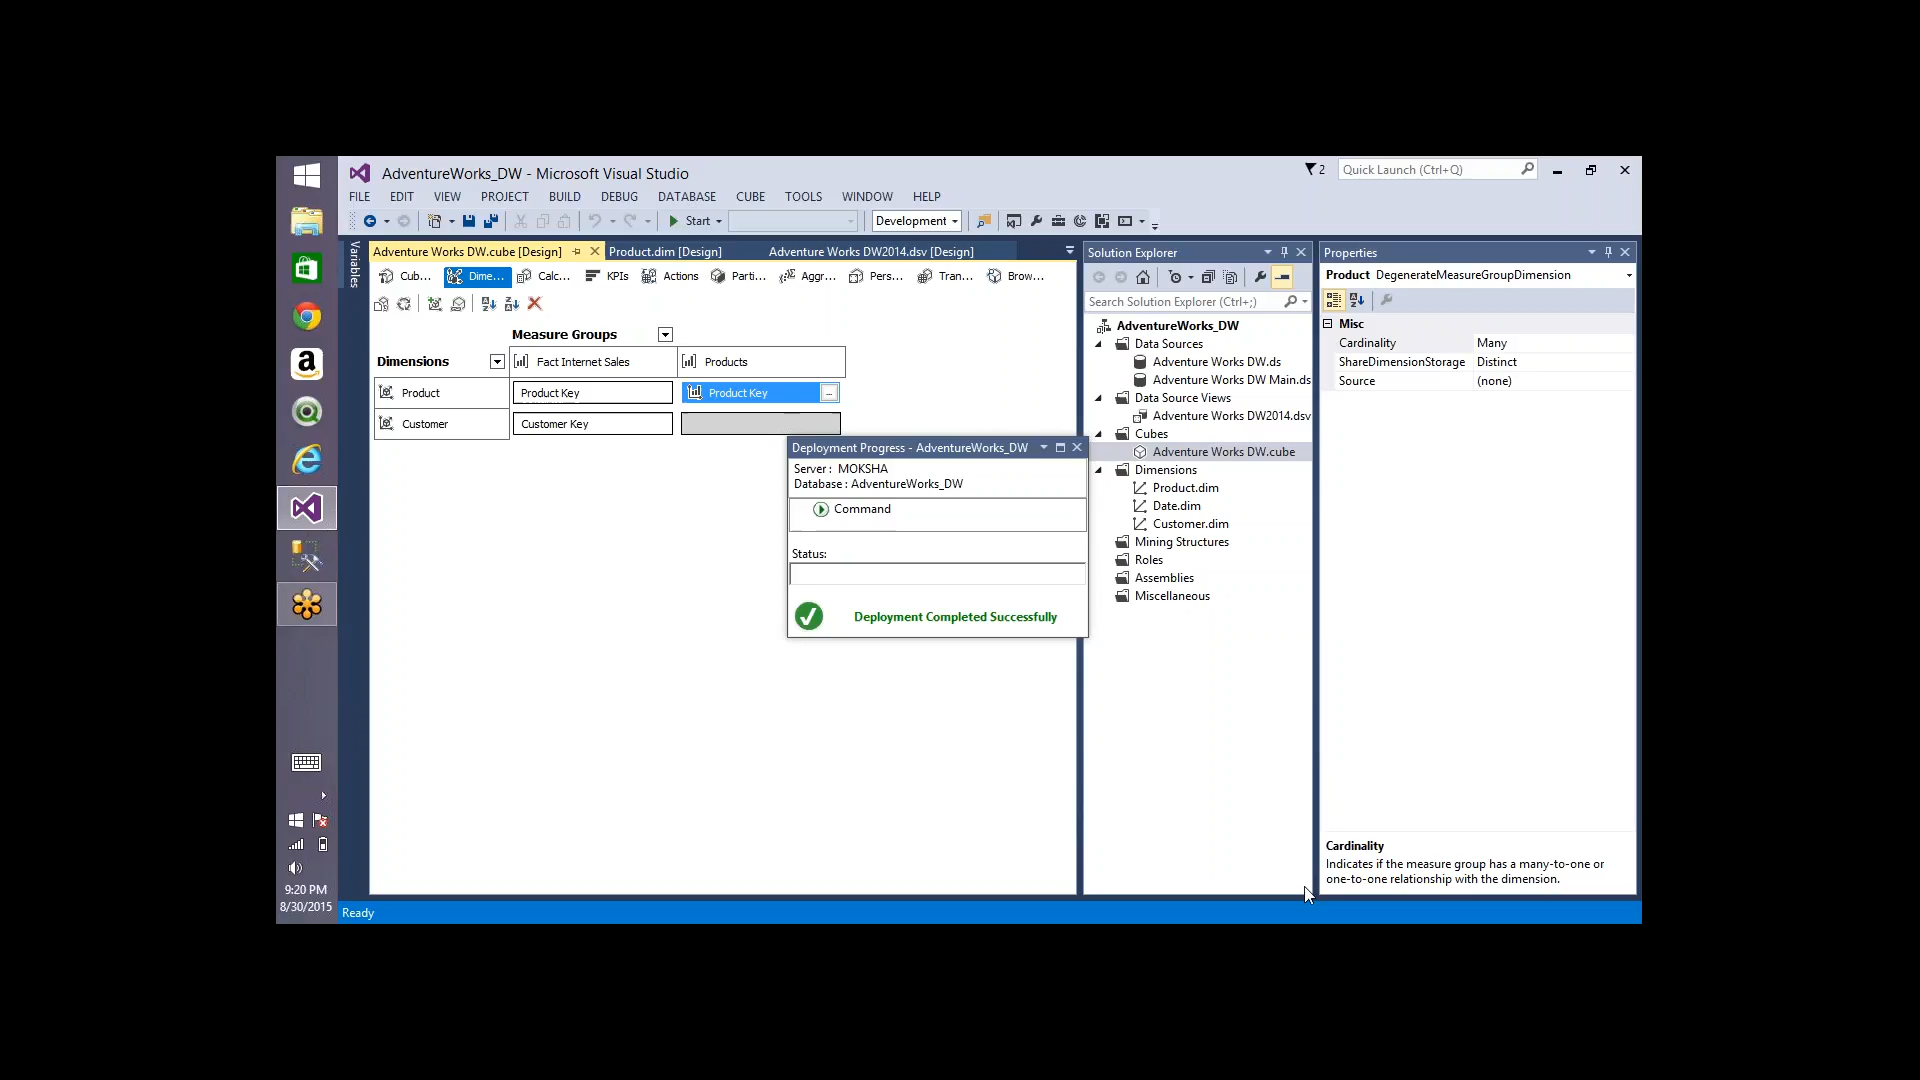 AdventureWorks_DW - Microsoft Visual Studio
2
Quick Launch (Ctrl+Q)
FILE EDIT VIEW PROJECT BUILD DEBUG DATABASE CUBE TOOLS WINDOW HELP
Start
Development
Variables
Adventure Works DW.cube [Design]
Product.dim [Design]
Adventure Works DW2014.dsv [Design]
Cub... Dime... Calc... KPIs Actions Parti... Aggr... Pers... Tran... Brow...
Measure Groups
Dimensions
Fact Internet Sales
Products
Product
Product Key
Product Key
...
Customer
Customer Key
Deployment Progress - AdventureWorks_DW
Server : MOKSHA
Database : AdventureWorks_DW
Command
Status:
Deployment Completed Successfully
Solution Explorer
Search Solution Explorer (Ctrl+;)
AdventureWorks_DW
Data Sources
Adventure Works DW.ds
Adventure Works DW Main.ds
Data Source Views
Adventure Works DW2014.dsv
Cubes
Adventure Works DW.cube
Dimensions
Product.dim
Date.dim
Customer.dim
Mining Structures
Roles
Assemblies
Miscellaneous
Properties
Product DegenerateMeasureGroupDimension
Misc
Cardinality Many
ShareDimensionStorage Distinct
Source (none)
Cardinality
Indicates if the measure group has a many-to-one or
one-to-one relationship with the dimension.
a
9:20 PM
8/30/2015
Ready